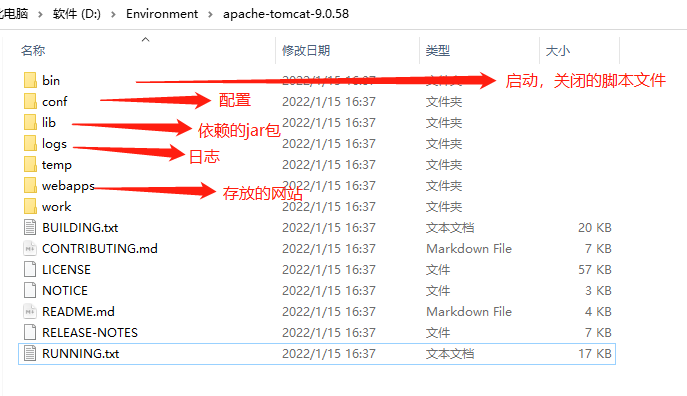 此电脑 > 软件 (D:) > Environment > apache-tomcat-9.0.58
名称 修改日期 类型 大小
bin 2022/1/15 16:37 文件夹 启动，关闭的脚本文件
conf 配置 2022/1/15 16:37 文件夹
lib 依赖的jar包 2022/1/15 16:37 文件夹
logs 日志 2022/1/15 16:37 文件夹
temp 2022/1/15 16:37 文件夹
webapps 存放的网站 2022/1/15 16:37 文件夹
work 2022/1/15 16:37 文件夹
BUILDING.txt 2022/1/15 16:37 文本文档 20 KB
CONTRIBUTING.md 2022/1/15 16:37 Markdown File 7 KB
LICENSE 2022/1/15 16:37 文件 57 KB
NOTICE 2022/1/15 16:37 文件 3 KB
README.md 2022/1/15 16:37 Markdown File 4 KB
RELEASE-NOTES 2022/1/15 16:37 文件 7 KB
RUNNING.txt 2022/1/15 16:37 文本文档 17 KB